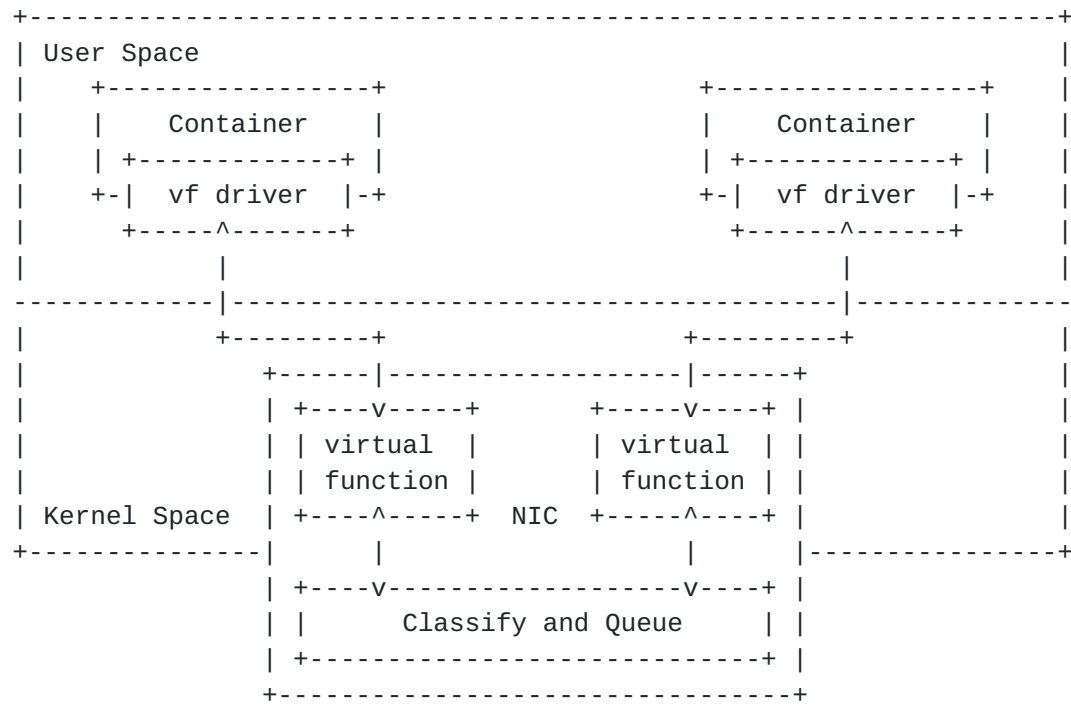 User Space
Container Container
vf driver vf driver
virtual virtual
function function
Kernel Space NIC
Classify and Queue